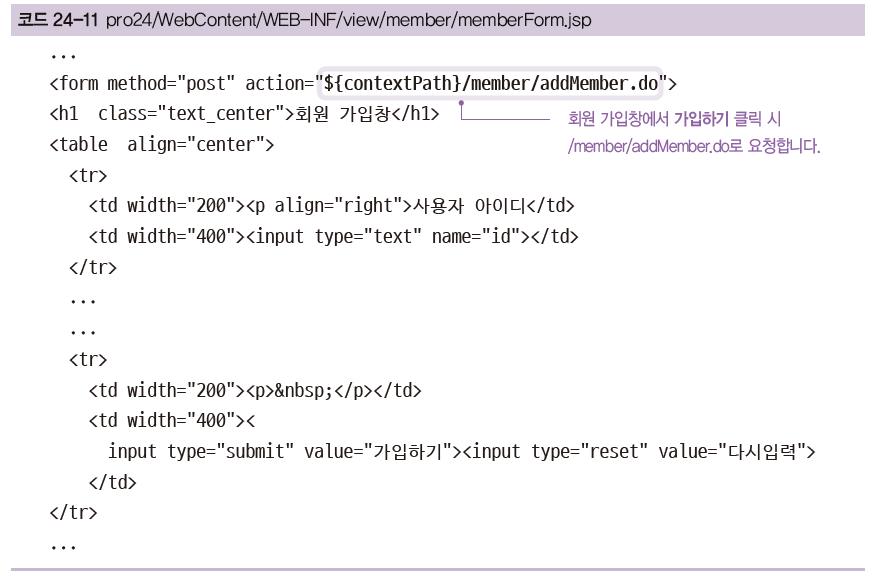 코드 24-11 pro24/WebContent/WEB-INF/view/member/memberForm.jsp
...
<form method="post" action="${contextPath}/member/addMember.do">
<h1  class="text_center">회원 가입창</h1>
회원 가입창에서 가입하기 클릭 시
/member/addMember.do로 요청합니다.
<table  align="center">
  <tr>
    <td width="200"><p align="right">사용자 아이디</td>
    <td width="400"><input type="text" name="id"></td>
  </tr>
  ...
  ...
  <tr>
    <td width="200"><p>&nbsp;</p></td>
    <td width="400"><
      input type="submit" value="가입하기"><input type="reset" value="다시입력">
    </td>
</tr>
...